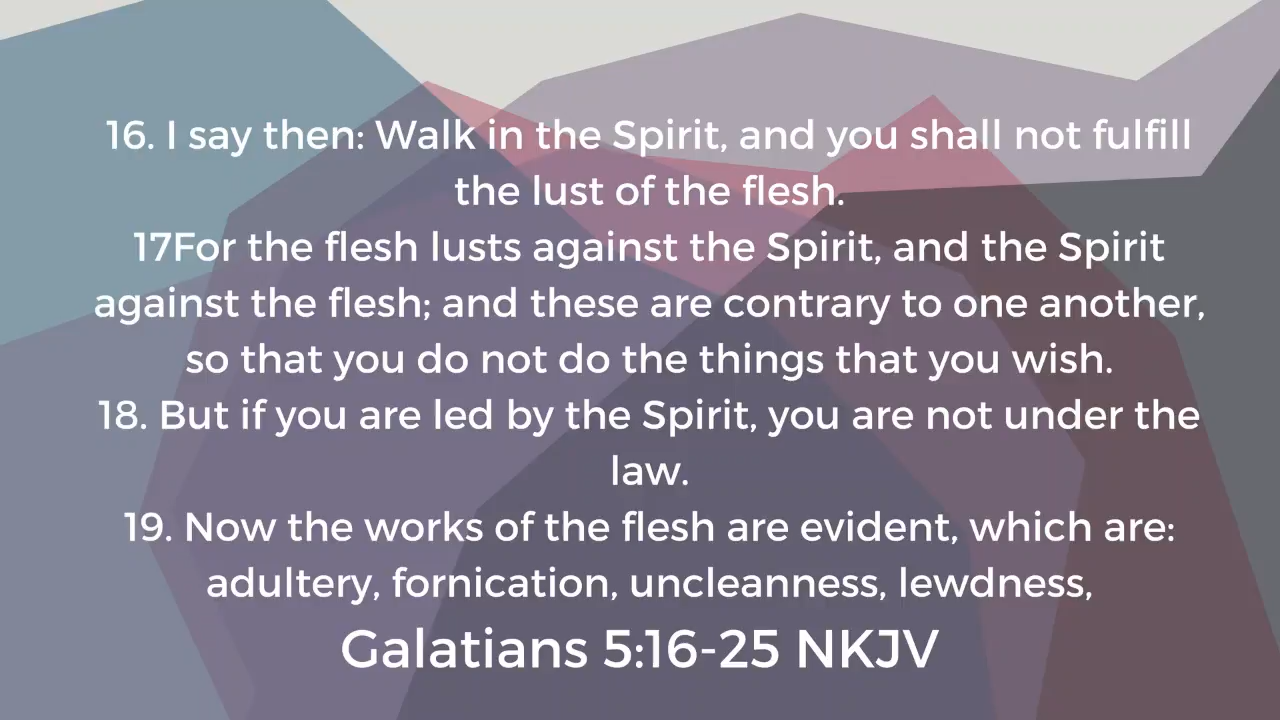 16. I say then: Walk in the Spirit, and you shall not fulfill
the lust of the flesh.
17For the flesh lusts against the Spirit, and the Spirit
against the flesh; and these are contrary to one another,
so that you do not do the things that you wish.
18. But if you are led by the Spirit, you are not under the
law.
19. Now the works of the flesh are evident, which are:
adultery, fornication, uncleanness, lewdness,
Galatians 5:16-25 NKJV